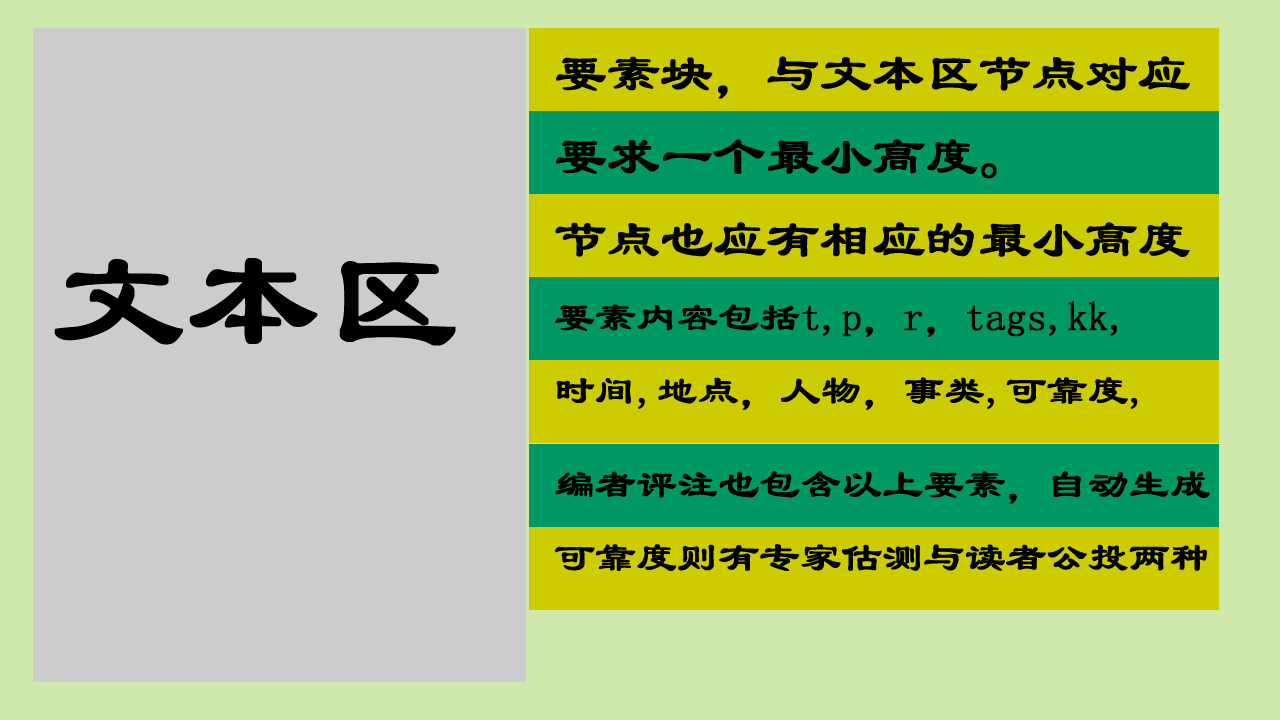 文本区
要素块，与文本区节点对应
要求一个最小高度。
节点也应有相应的最小高度
要素内容包括t,p，r，tags,kk,
时间,地点，人物，事类,可靠度,
编者评注也包含以上要素，自动生成
可靠度则有专家估测与读者公投两种